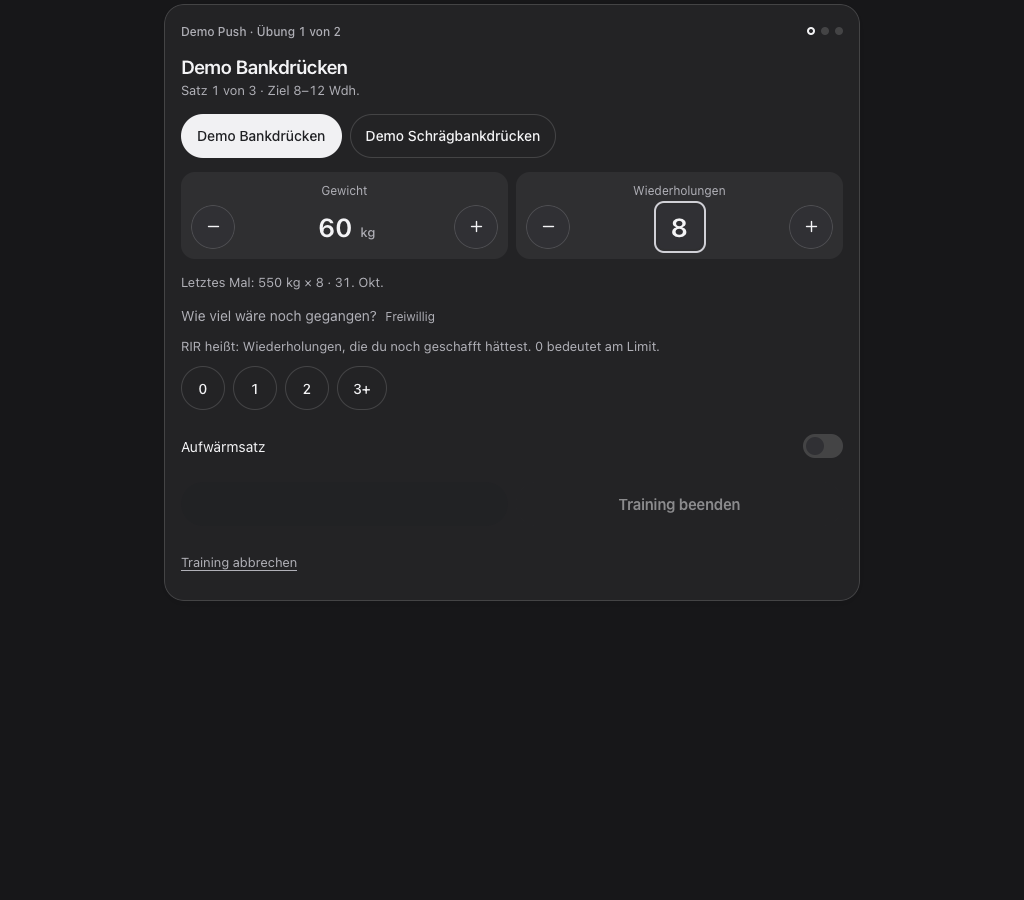 Demo Push · Übung 1 von 2
Demo Bankdrücken
Satz 1 von 3 · Ziel 8–12 Wdh.
Demo Bankdrücken
Demo Schrägbankdrücken
Gewicht
− 60 kg +
Wiederholungen
− 8 +
Letztes Mal: 550 kg × 8 · 31. Okt.
Wie viel wäre noch gegangen? Freiwillig
RIR heißt: Wiederholungen, die du noch geschafft hättest. 0 bedeutet am Limit.
0 1 2 3+
Aufwärmsatz
Training beenden
Training abbrechen